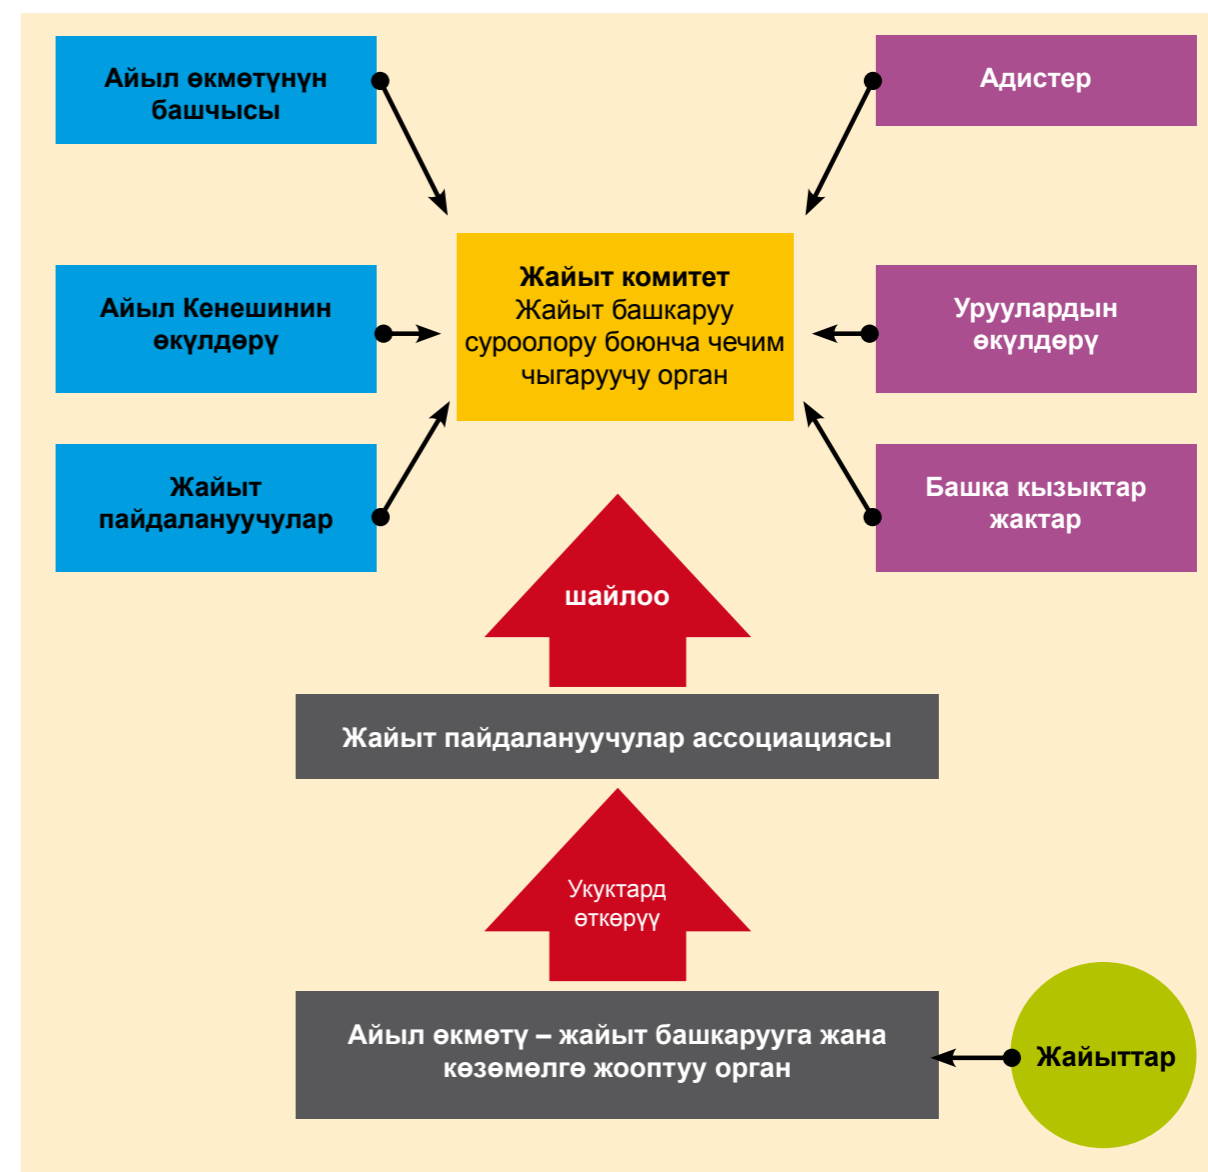 Айыл өкмөтүнүн
башчысы
Адистер
Жайыт комитет
Жайыт башкаруу
суроолору боюнча чечим
чыгаруучу орган
Айыл Кенешинин
өкүлдөрү
Уруулардын
өкүлдөрү
Жайыт
пайдалануучулар
Башка кызыктар
жактар
шайлоо
Жайыт пайдалануучулар ассоциациясы
Укуктард
өткөрүү
Айыл өкмөтү – жайыт башкарууга жана
көзөмөлгө жооптуу орган
Жайыттар